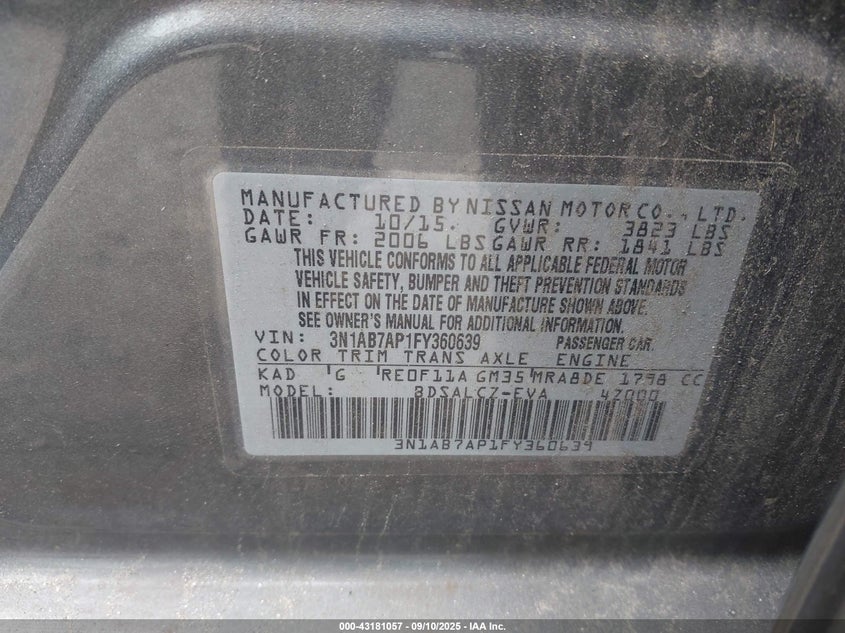 MANUFACTURED BY NISSAN MOTOR CO., LTD.
DATE: 10/15. GVWR: 3823 LBS
GAWR FR: 2006 LBS GAWR RR: 1841 LBS
THIS VEHICLE CONFORMS TO ALL APPLICABLE FEDERAL MOTOR
VEHICLE SAFETY, BUMPER AND THEFT PREVENTION STANDARDS
IN EFFECT ON THE DATE OF MANUFACTURE SHOWN ABOVE.
SEE OWNER'S MANUAL FOR ADDITIONAL INFORMATION.
VIN: 3N1AB7AP1FY360639 PASSENGER CAR.
COLOR TRIM TRANS AXLE ENGINE
KAD 'G 'RE0F11A GM35'MRA8DE 1798 CC
MODEL: BDSALCZ-EVA 47000
3N1AB7AP1FY360639
000-43181057 - 09/10/2025 - IAA Inc.